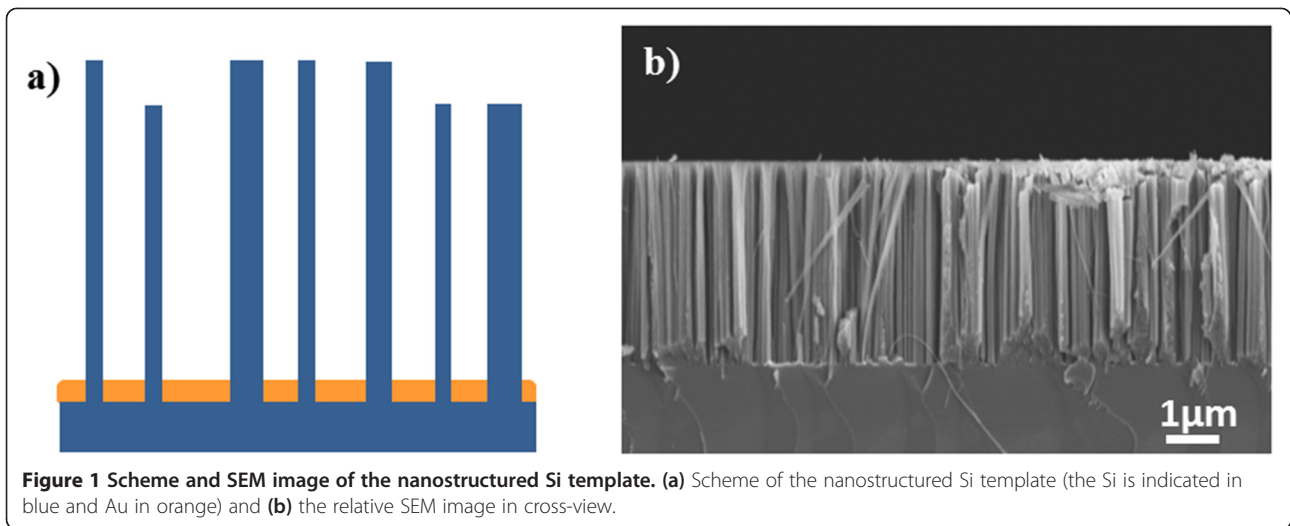 a)
b)
1μm
Figure 1 Scheme and SEM image of the nanostructured Si template. (a) Scheme of the nanostructured Si template (the Si is indicated in
blue and Au in orange) and (b) the relative SEM image in cross-view.